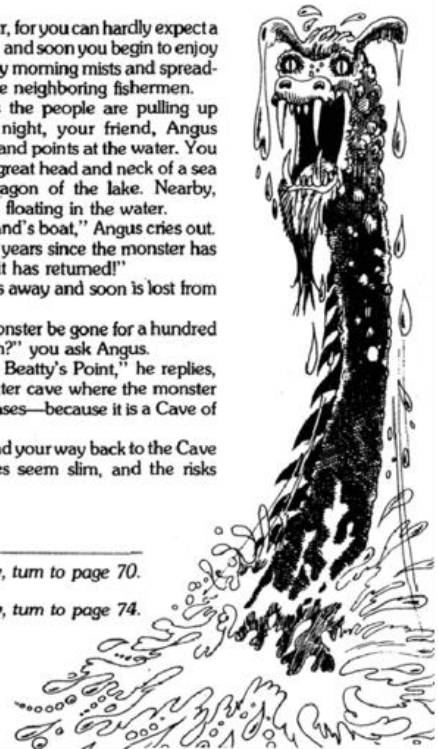 r, for you can hardly expect a
and soon you begin to enjoy
y morning mists and spread-
e neighboring fishermen.
s the people are pulling up
night, your friend, Angus
and points at the water. You
great head and neck of a sea
agon of the lake. Nearby,
floating in the water.
and's boat," Angus cries out.
years since the monster has
it has returned!"
s away and soon is lost from
onster be gone for a hundred
n?" you ask Angus.
Beatty's Point," he replies,
ter cave where the monster
ases—because it is a Cave of
nd your way back to the Cave
es seem slim, and the risks
, turn to page 70.
, turn to page 74.